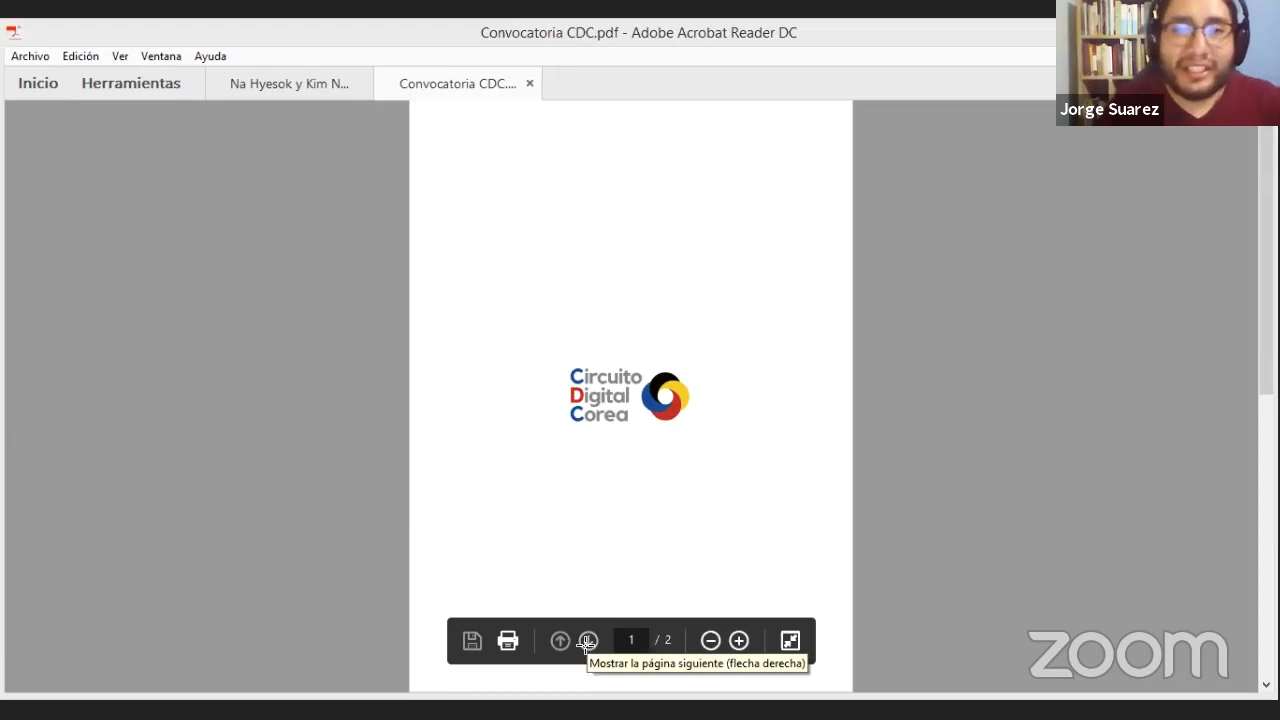 Convocatoria CDC.pdf - Adobe Acrobat Reader DC
Archivo Edición Ver Ventana Ayuda
Inicio Herramientas Na Hyesok y Kim N... Convocatoria CDC....
Jorge Suarez
Circuito
Digital
Corea
1 / 2
Mostrar la página siguiente (flecha derecha)
zoom